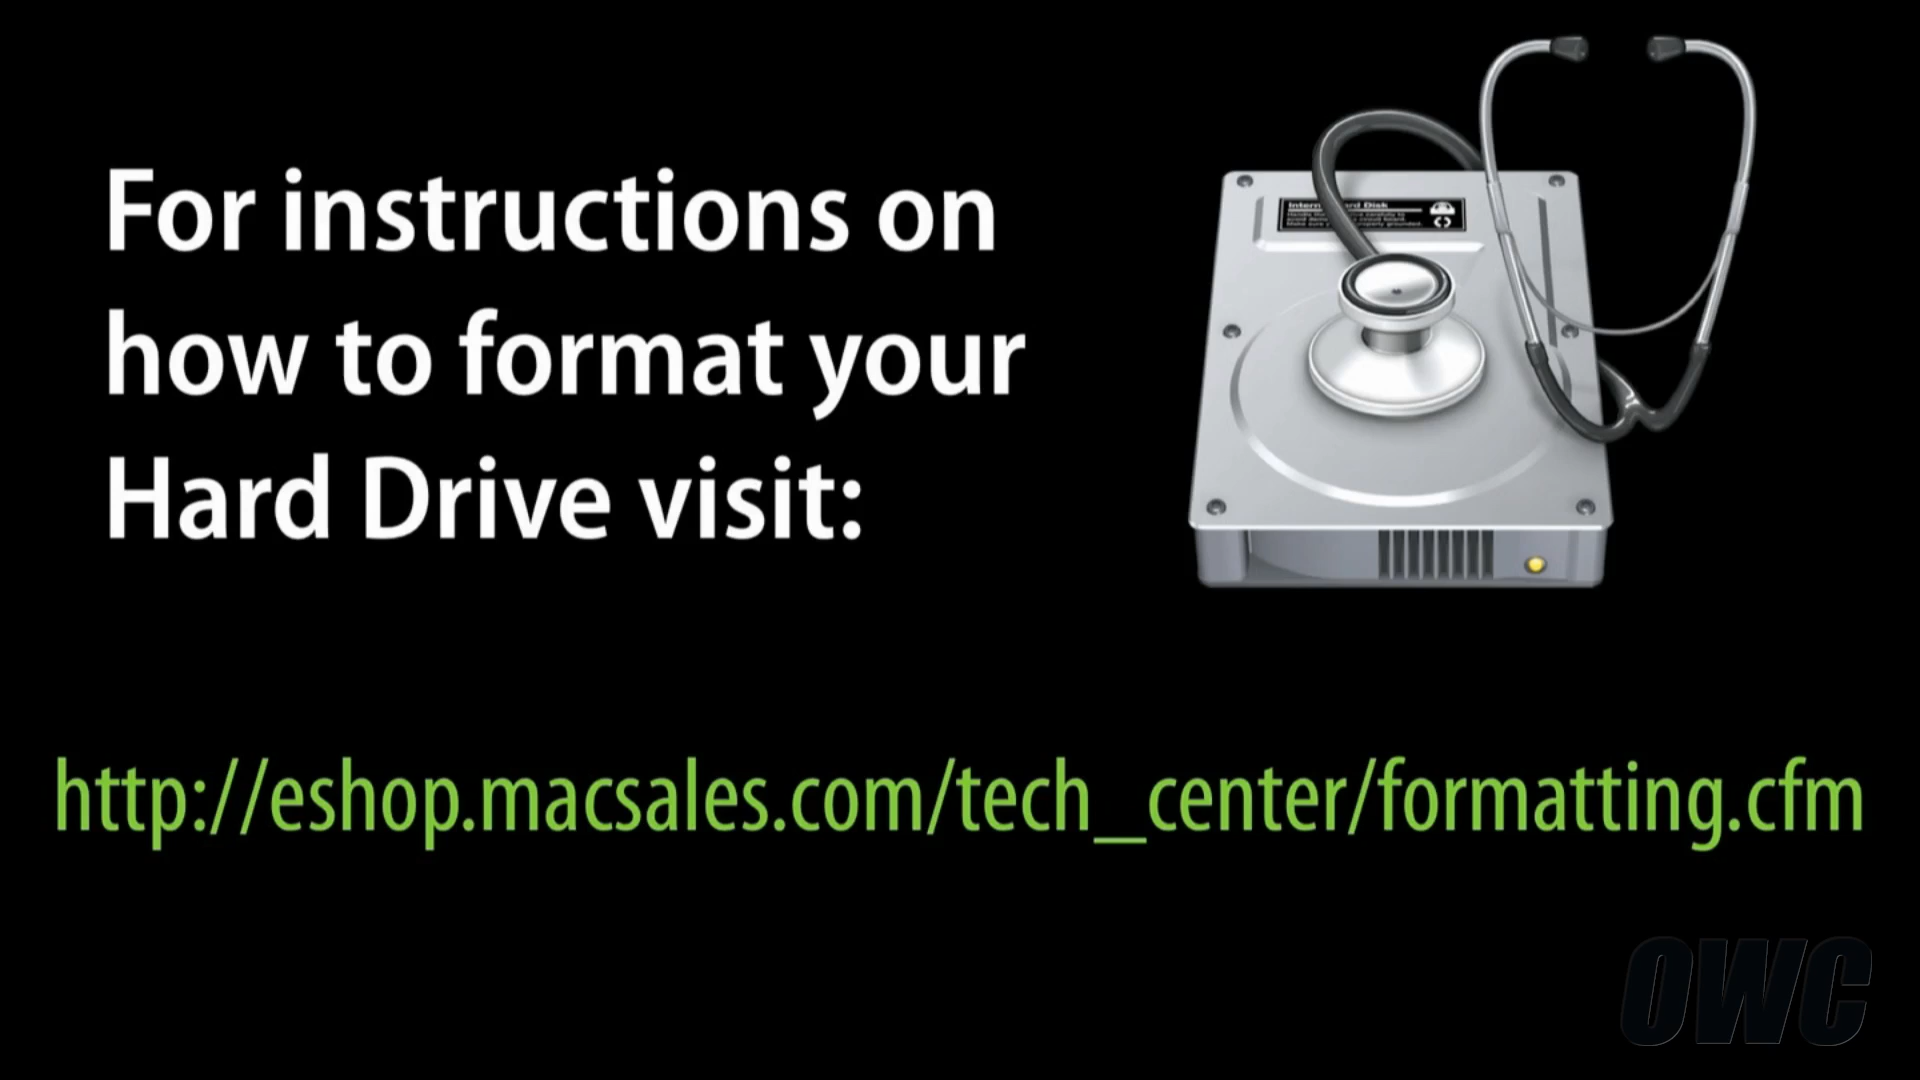 For instructions on
how to format your
Hard Drive visit:
http://eshop.macsales.com/tech_center/formatting.cfm
OWC